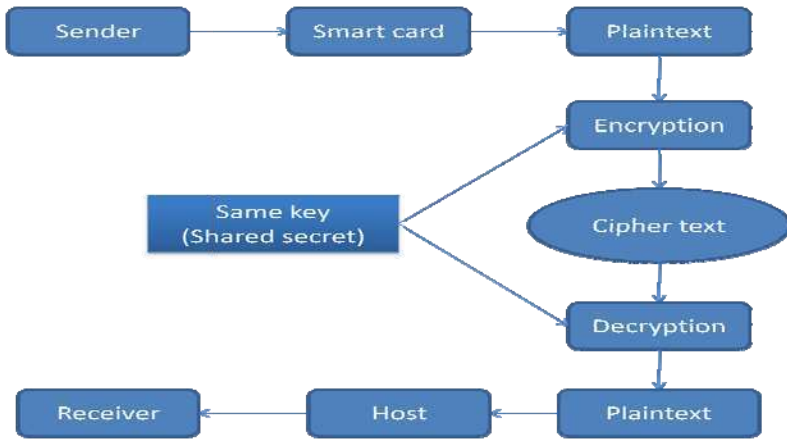 Sender
Smart card
Plaintext
Encryption
Same key
(Shared secret)
Cipher text
Decryption
Receiver
Host
Plaintext